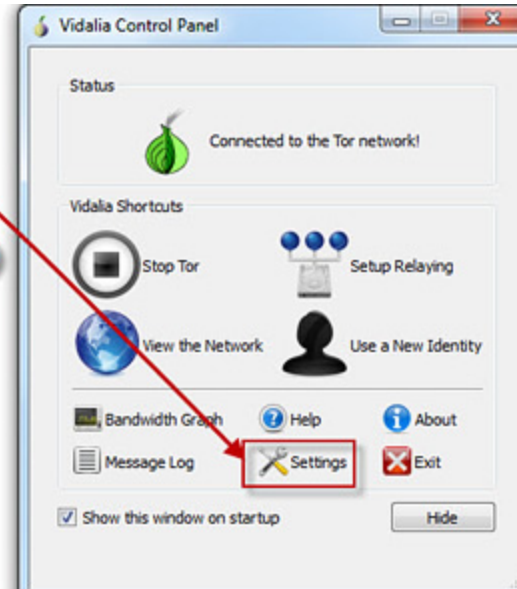 Vidalia Control Panel
Status
Connected to the Tor network!
Vidalia Shortcuts
Stop Tor
Setup Relaying
View the Network
Use a New Identity
Bandwidth Graph
Help
About
Message Log
Settings
Exit
Show this window on startup
Hide